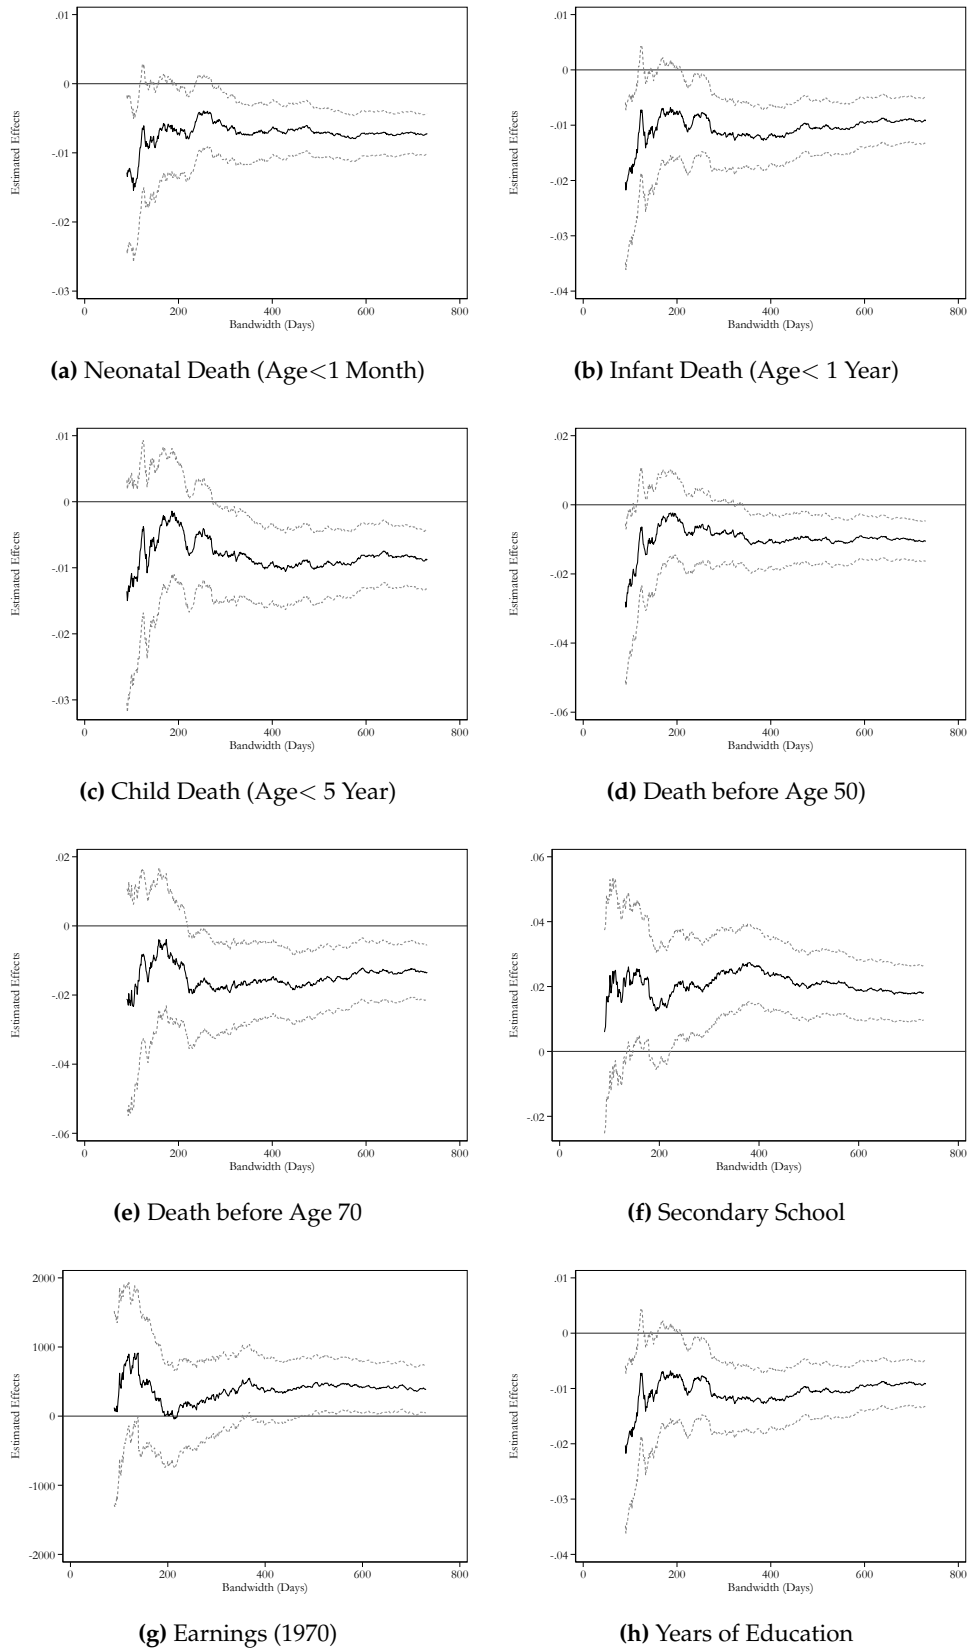 .01
0
-.01
-.02
-.03
Estimated Effects
0 200 400 600 800
Bandwidth (Days)
(a) Neonatal Death (Age<1 Month)
.01
0
-.01
-.02
-.03
-.04
Estimated Effects
0 200 400 600 800
Bandwidth (Days)
(b) Infant Death (Age< 1 Year)
.01
0
-.01
-.02
-.03
Estimated Effects
0 200 400 600 800
Bandwidth (Days)
(c) Child Death (Age< 5 Year)
.02
0
-.02
-.04
-.06
Estimated Effects
0 200 400 600 800
Bandwidth (Days)
(d) Death before Age 50)
.02
0
-.02
-.04
-.06
Estimated Effects
0 200 400 600 800
Bandwidth (Days)
(e) Death before Age 70
.06
.04
.02
0
-.02
Estimated Effects
0 200 400 600 800
Bandwidth (Days)
(f) Secondary School
2000
1000
0
-1000
-2000
Estimated Effects
0 200 400 600 800
Bandwidth (Days)
(g) Earnings (1970)
.01
0
-.01
-.02
-.03
-.04
Estimated Effects
0 200 400 600 800
Bandwidth (Days)
(h) Years of Education